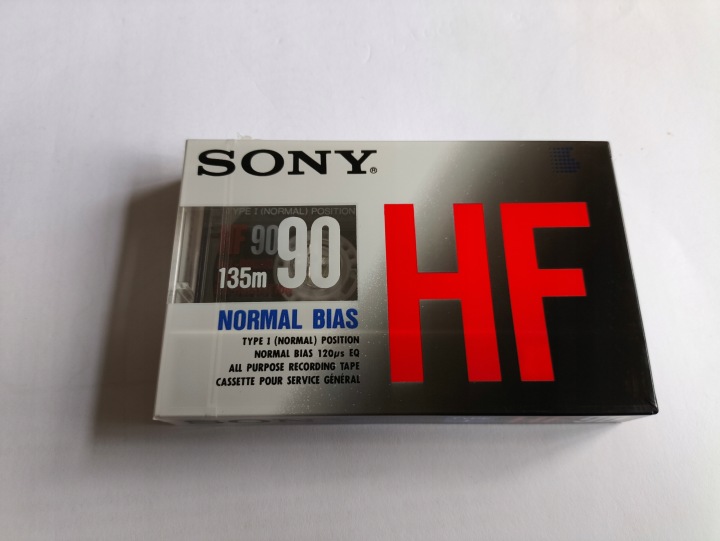 SONY®
TYPE I (NORMAL) POSITION
HF 90
135m 90
HF
NORMAL BIAS
TYPE I (NORMAL) POSITION
NORMAL BIAS 120µs EQ
ALL PURPOSE RECORDING TAPE
CASSETTE POUR SERVICE GÉNÉRAL